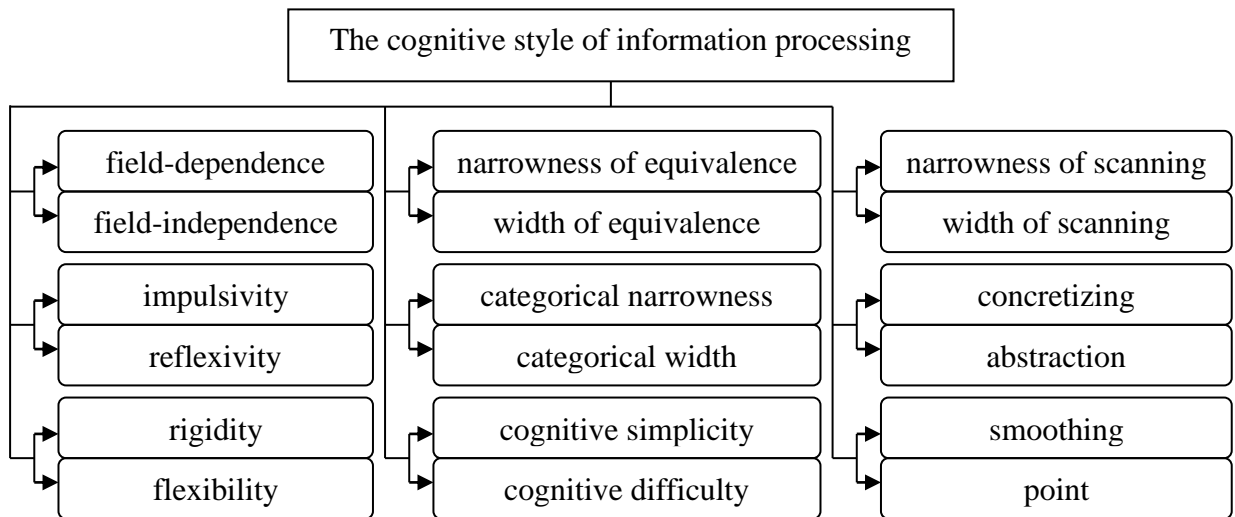 The cognitive style of information processing
field-dependence
field-independence
impulsivity
reflexivity
rigidity
flexibility
narrowness of equivalence
width of equivalence
categorical narrowness
categorical width
cognitive simplicity
cognitive difficulty
narrowness of scanning
width of scanning
concretizing
abstraction
smoothing
point